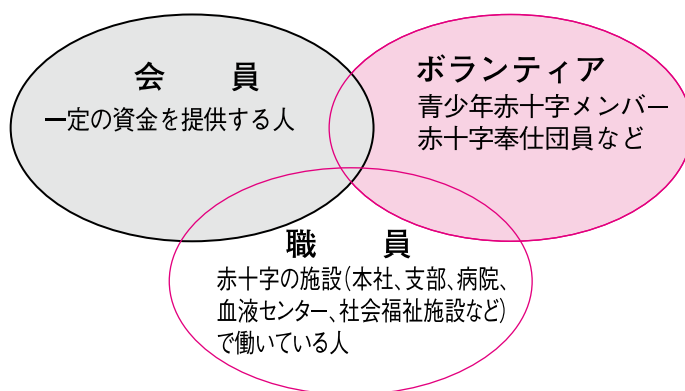 会　員
一定の資金を提供する人
ボランティア
青少年赤十字メンバー
赤十字奉仕団員など
職　員
赤十字の施設（本社、支部、病院、
血液センター、社会福祉施設など）
で働いている人